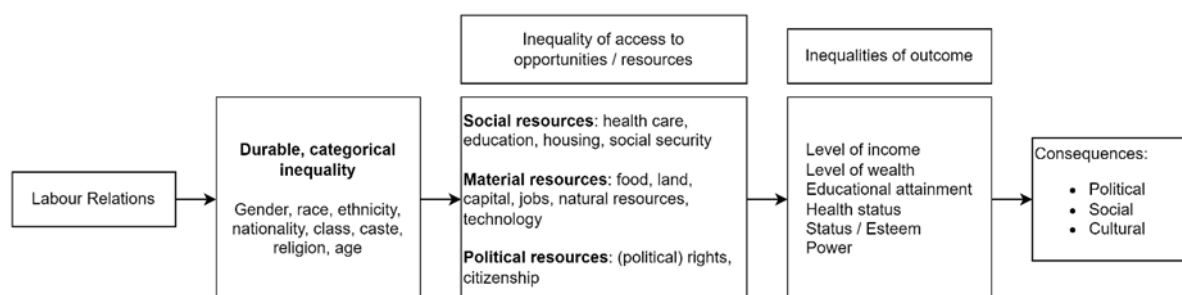 Inequality of access to
opportunities / resources
Inequalities of outcome
Labour Relations
Durable, categorical
inequality
Gender, race, ethnicity,
nationality, class, caste,
religion, age
Social resources: health care,
education, housing, social security
Material resources: food, land,
capital, jobs, natural resources,
technology
Political resources: (political) rights,
citizenship
Level of income
Level of wealth
Educational attainment
Health status
Status / Esteem
Power
Consequences:
• Political
• Social
• Cultural